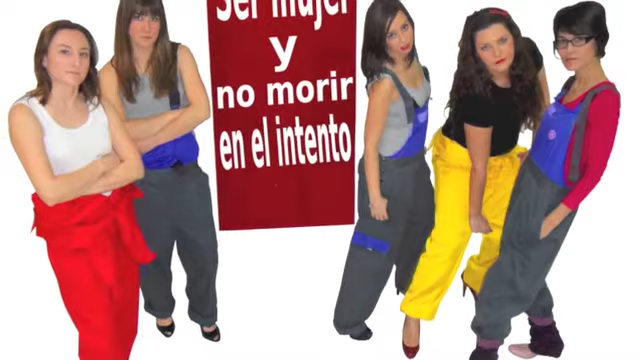 Ser mujer
y
no morir
en el intento